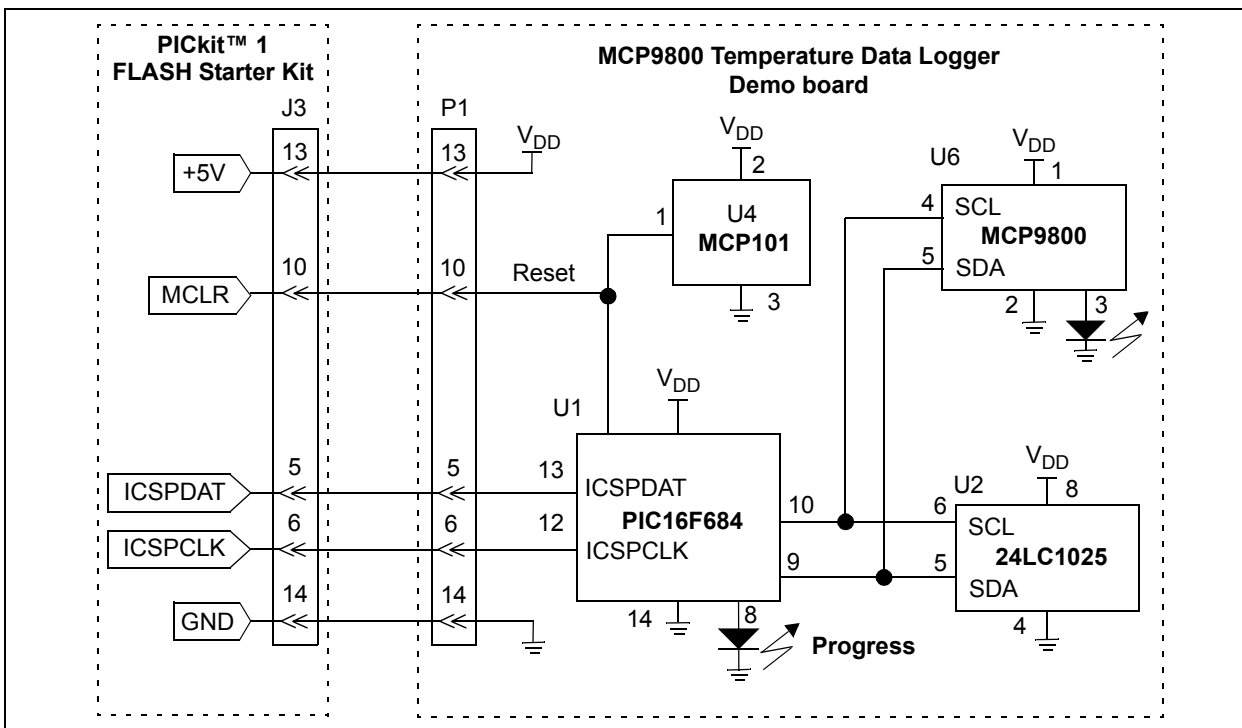 PICkit™ 1
FLASH Starter Kit
J3
13
+5V
10
MCLR
5
ICSPDAT
6
ICSPCLK
14
GND
MCP9800 Temperature Data Logger
Demo board
P1
13
VDD
10
Reset
5
6
14
VDD
2
1
U4
MCP101
3
U6
VDD
1
4
SCL
MCP9800
5
SDA
2
3
VDD
U1
13
ICSPDAT
PIC16F684
12
ICSPCLK
10
9
14
8
Progress
VDD
U2
8
6
SCL
24LC1025
5
SDA
4